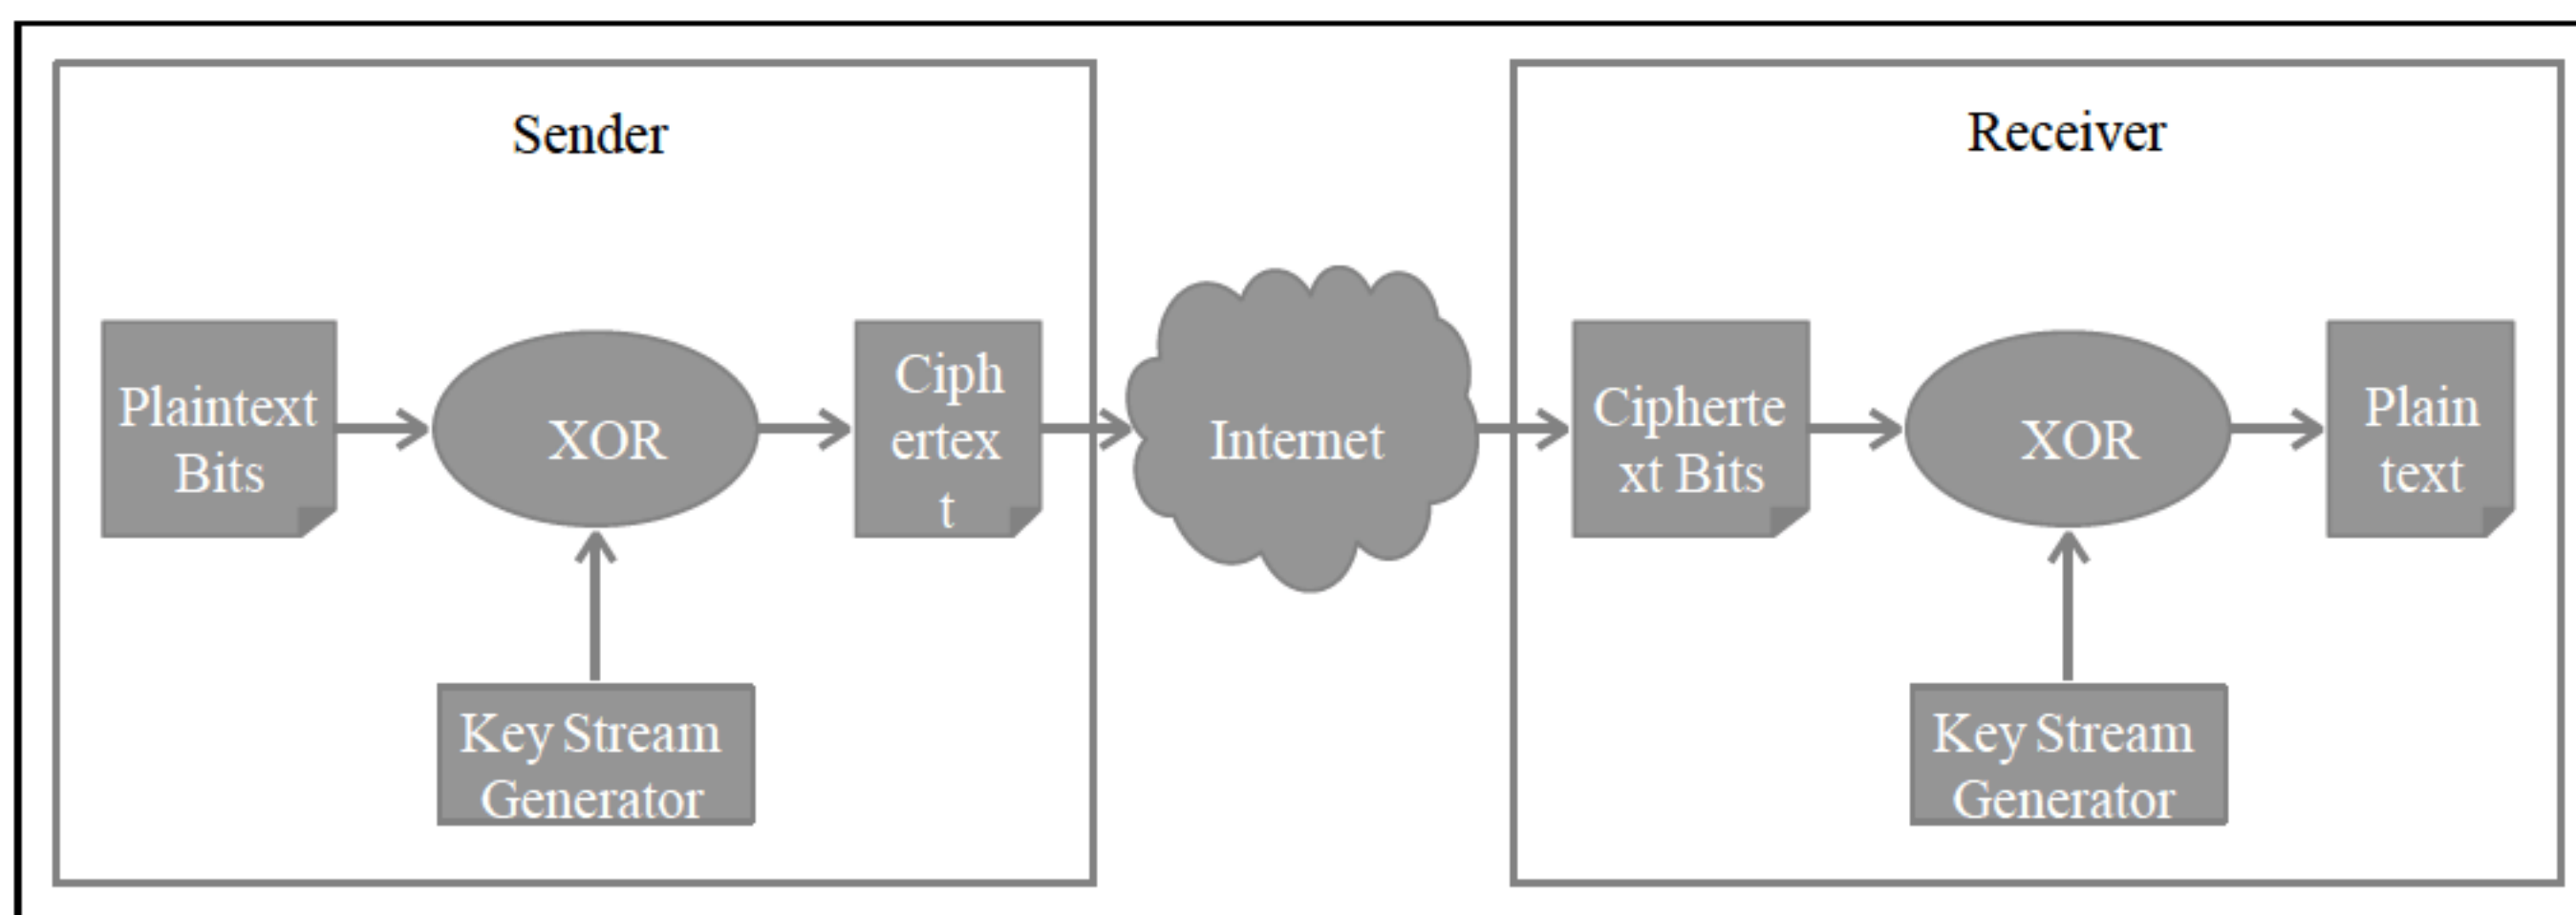 Sender
Plaintext
Bits
XOR
Ciph
ertex
t
Key Stream
Generator
Internet
Receiver
Cipherte
xt Bits
XOR
Plain
text
Key Stream
Generator